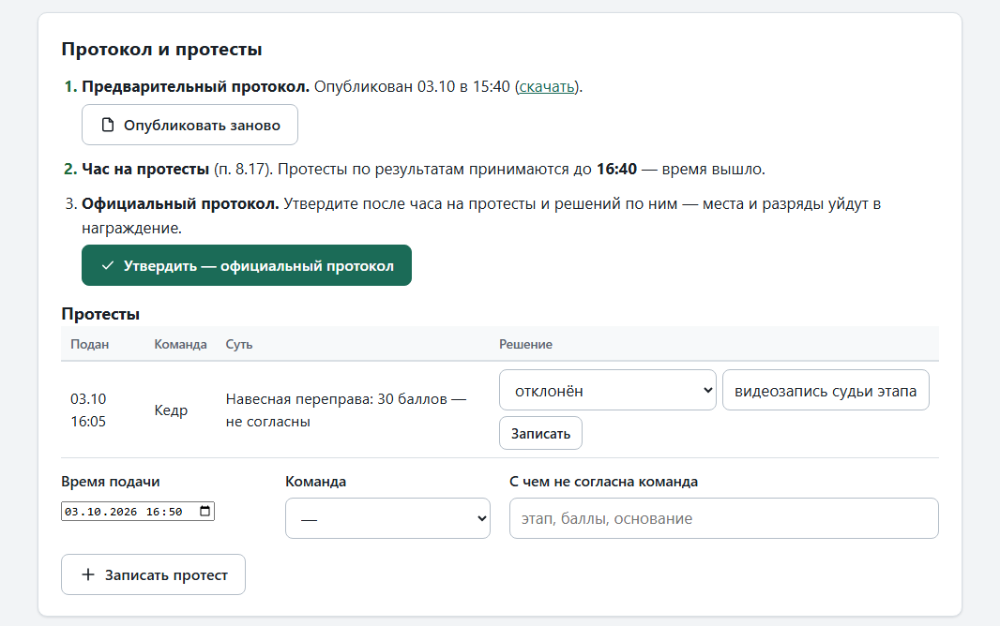 Протокол и протесты
1. Предварительный протокол. Опубликован 03.10 в 15:40 (скачать).
Опубликовать заново
2. Час на протесты (п. 8.17). Протесты по результатам принимаются до 16:40 — время вышло.
3. Официальный протокол. Утвердите после часа на протесты и решений по ним — места и разряды уйдут в
награждение.
Утвердить — официальный протокол
Протесты
Подан Команда Суть Решение
03.10
16:05
Кедр
Навесная переправа: 30 баллов —
не согласны
отклонён
видеозапись судьи этапа
Записать
Время подачи Команда С чем не согласна команда
03.10.2026 16:50
—
этап, баллы, основание
Записать протест